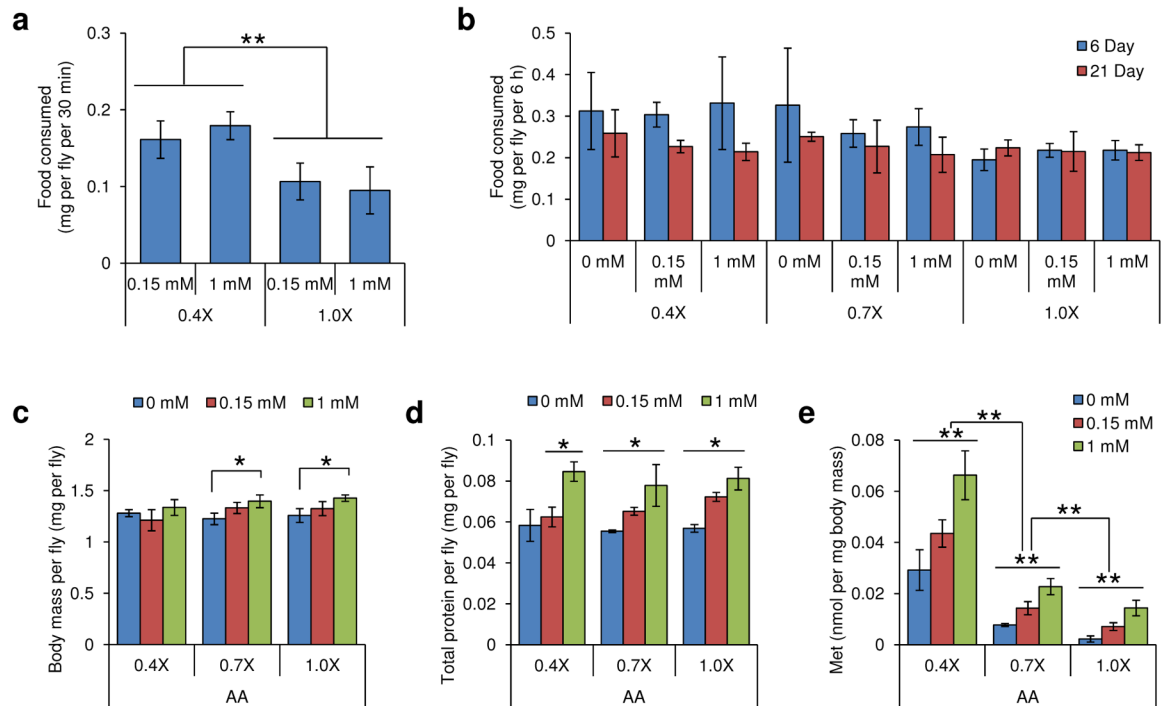 a
Food consumed
(mg per fly per 30 min)
0.3
0.2
0.1
0
**
0.15 mM 1 mM 0.15 mM 1 mM
0.4X 1.0X
b
Food consumed
(mg per fly per 6 h)
0.5
0.4
0.3
0.2
0.1
0
6 Day
21 Day
0 mM 0.15 mM 1 mM 0 mM 0.15 mM 1 mM 0 mM 0.15 mM 1 mM
0.4X 0.7X 1.0X
c
0 mM 0.15 mM 1 mM
Body mass per fly (mg per fly)
2
1.5
1
0.5
0
* *
0.4X 0.7X 1.0X
AA
d
0 mM 0.15 mM 1 mM
Total protein per fly (mg per fly)
0.1
0.08
0.06
0.04
0.02
0
* * *
0.4X 0.7X 1.0X
AA
e
0 mM
0.15 mM
1 mM
Met (nmol per mg body mass)
0.08
0.06
0.04
0.02
0
**
**
**
**
**
0.4X 0.7X 1.0X
AA